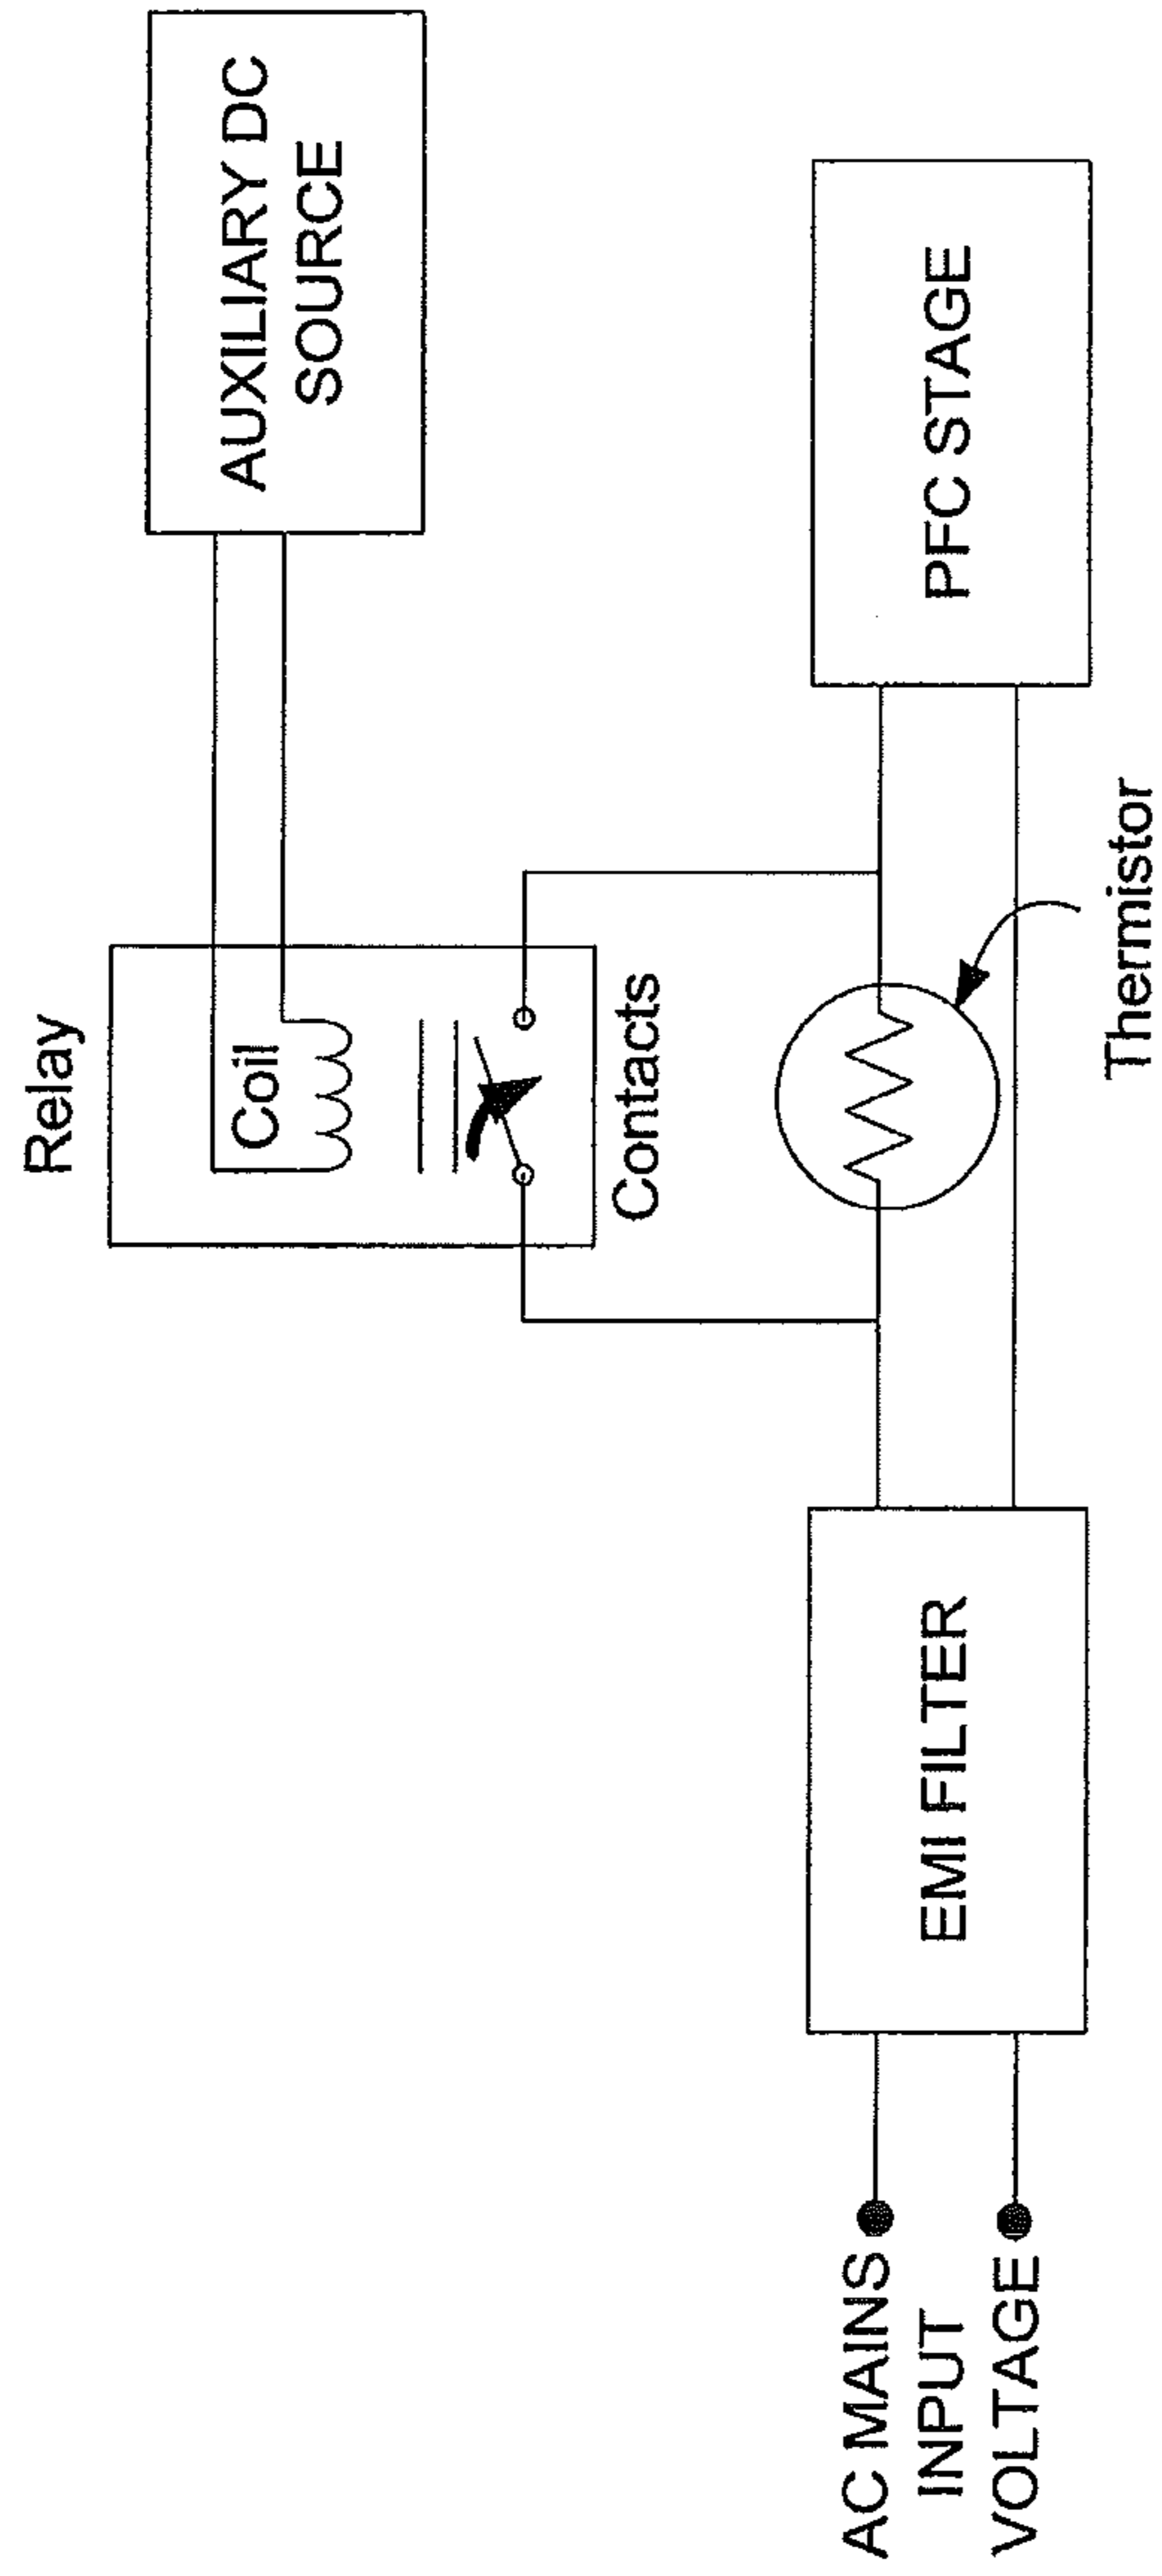 Relay
Coil
AUXILIARY DC
SOURCE
Contacts
AC MAINS
INPUT
VOLTAGE
EMI FILTER
PFC STAGE
Thermistor